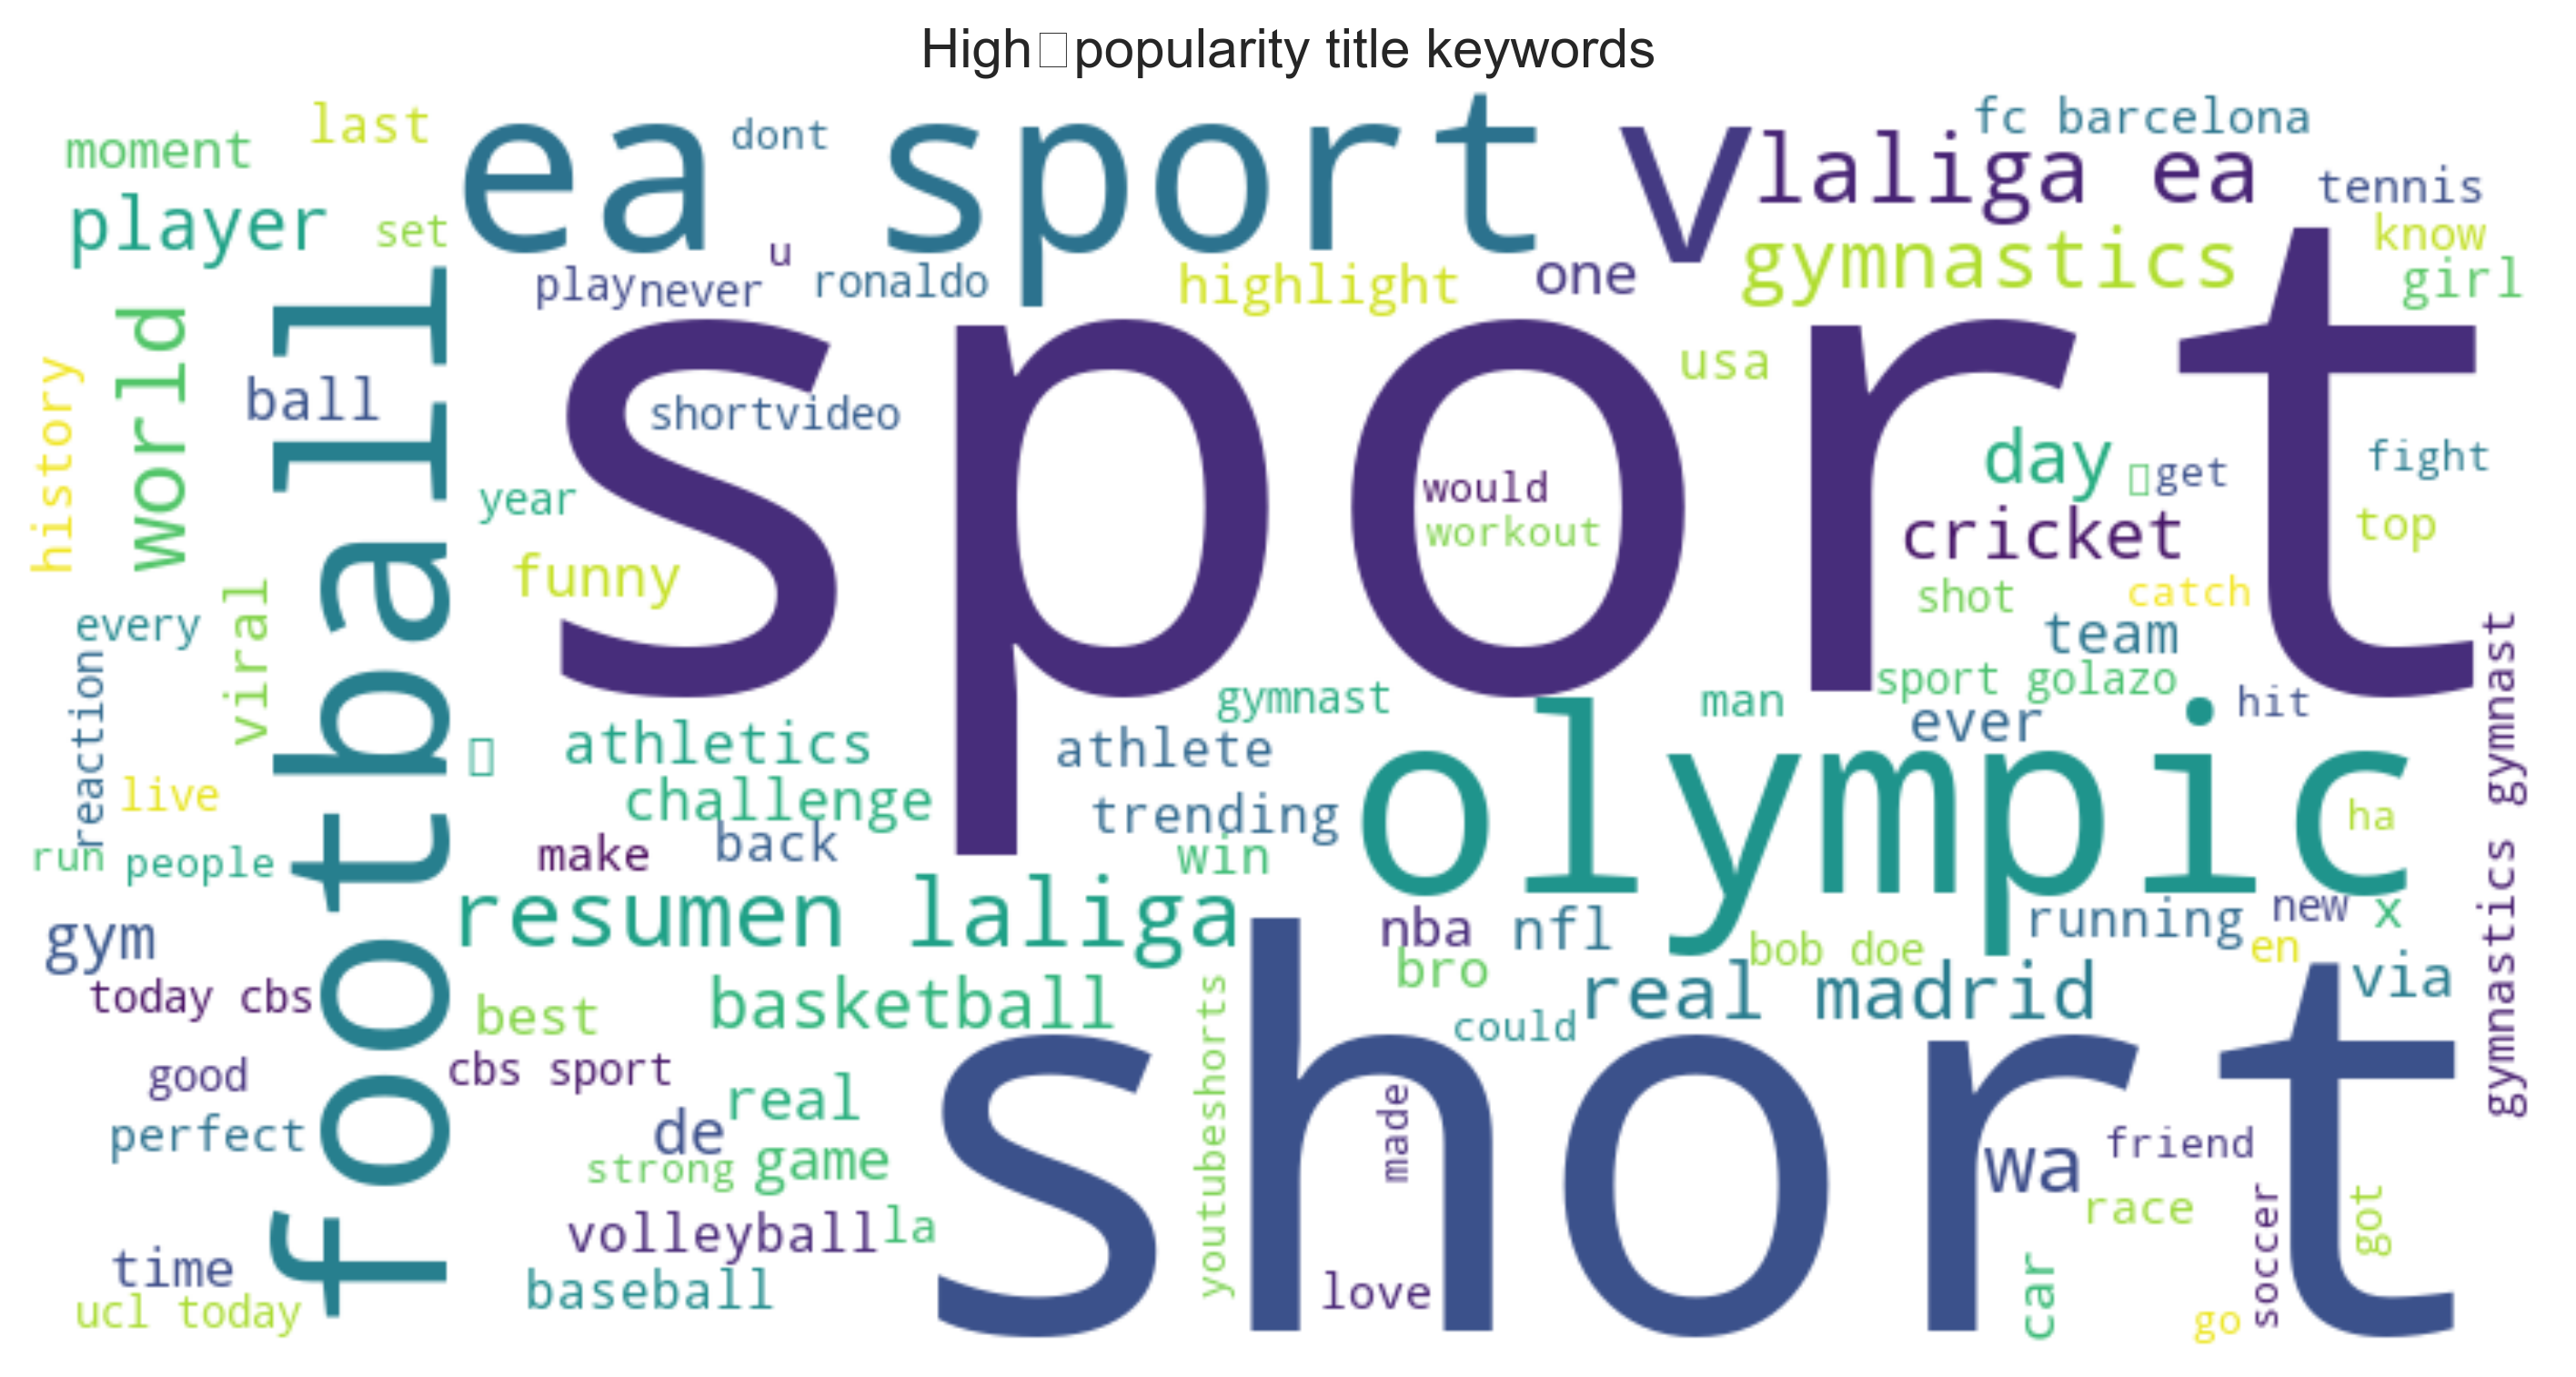 High▯popularity title keywords
moment
last
ea sport
dont
v
laliga ea
fc barcelona
tennis
player
set
u
play
never
ronaldo
highlight
one
gymnastics
know
girl
world
history
ball
football
sport
shortvideo
usa
day
▯
get
fight
year
would
workout
cricket
top
funny
shot
catch
every
viral
team
reaction
sport golazo
gymnast
man
ever
hit
gymnastics gymnast
▯
athletics
athlete
olympic
live
challenge
trending
ha
run
people
make
back
win
resumen laliga
gym
nba
nfl
running
new
x
bro
bob doe
en
today cbs
best
basketball
real madrid
via
could
short
youtubeshorts
good
cbs sport
real
made
perfect
de
strong
game
wa
friend
race
volleyball
la
soccer
got
time
baseball
love
car
ucl today
go